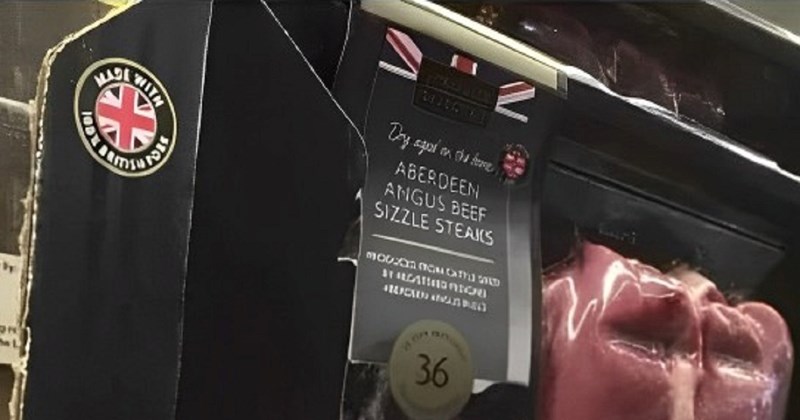 MADE WITH
100% BRITISH
Dry aged on the bone
ABERDEEN
ANGUS BEEF
SIZZLE STEAKS
PRODUCED FROM CATTLE SIRED
BY REGISTERED PEDIGREE
ABERDEEN ANGUS BULLS
36